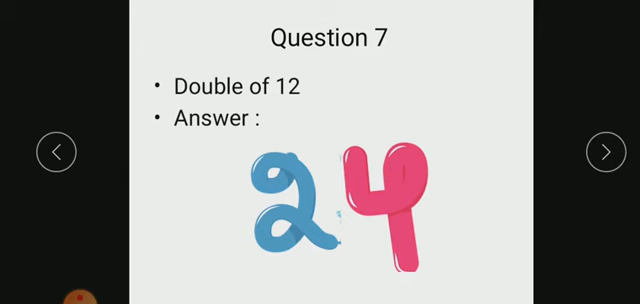 Question 7
• Double of 12
• Answer :
24